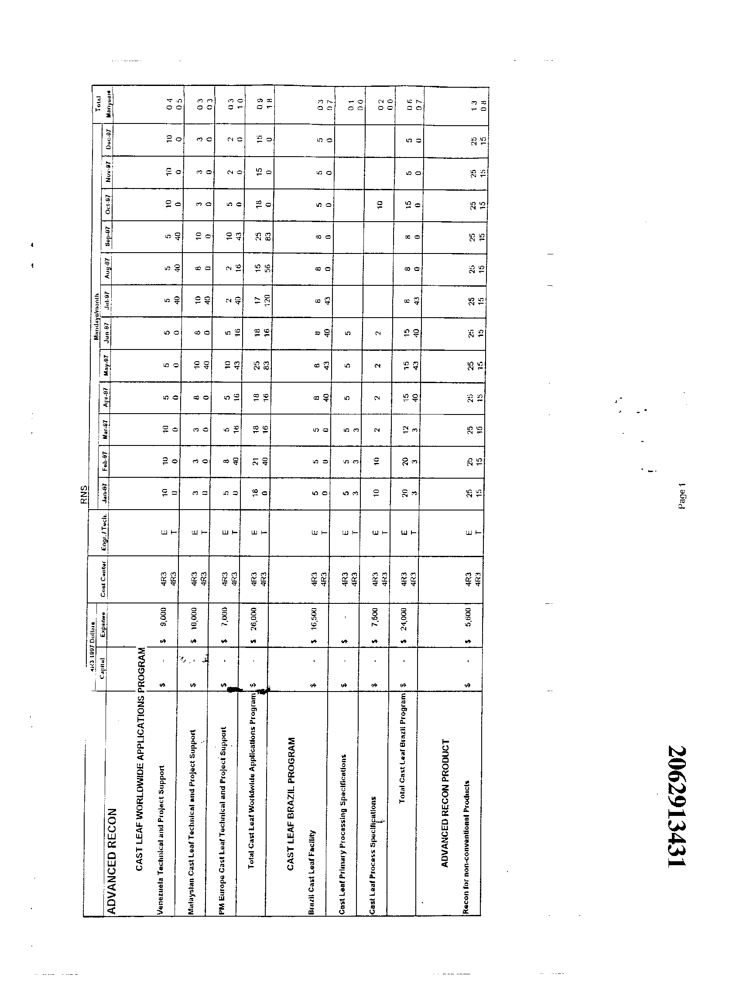 RNS
4R3 1997 Dollars Mandays/month Total
Capital Expense Cost Center Engr./Tech. Jan-97 Feb-97 Mar-97 Apr-97 May-97 Jun-97 Jul-97 Aug-97 Sep-97 Oct-97 Nov-97 Dec-97 Manyears
ADVANCED RECON
CAST LEAF WORLDWIDE APPLICATIONS PROGRAM
Venezuela Technical and Project Support $ - $ 9,000 4R3 E 10 10 10 5 5 5 5 5 5 10 10 10 0.4
4R3 T 0 0 0 0 0 0 40 40 40 0 0 0 0.5
Malaysian Cast Leaf Technical and Project Support $ - $ 10,000 4R3 E 3 3 3 8 10 8 10 8 10 3 3 3 0.3
4R3 T 0 0 0 0 40 0 40 0 0 0 0 0 0.3
PM Europe Cast Leaf Technical and Project Support $ - $ 7,000 4R3 E 5 8 5 5 10 5 2 2 10 5 2 2 0.3
4R3 T 0 40 16 16 43 16 40 16 43 0 0 0 1.0
Total Cast Leaf Worldwide Applications Program $ - $ 26,000 4R3 E 18 21 18 18 25 18 17 15 25 18 15 15 0.9
4R3 T 0 40 16 16 83 16 120 56 83 0 0 0 1.8
CAST LEAF BRAZIL PROGRAM
Brazil Cast Leaf Facility $ - $ 16,500 4R3 E 5 5 5 8 8 8 8 8 8 5 5 5 0.3
4R3 T 0 0 0 40 43 40 43 0 0 0 0 0 0.7
Cast Leaf Primary Processing Specifications $ - $ - 4R3 E 5 5 5 5 5 5 0.1
4R3 T 3 3 3 0.0
Cast Leaf Process Specifications $ - $ 7,500 4R3 E 10 10 2 2 2 2 10 0.2
4R3 T 0.0
Total Cast Leaf Brazil Program $ - $ 24,000 4R3 E 20 20 12 15 15 15 8 8 8 15 5 5 0.6
4R3 T 3 3 3 40 43 40 43 0 0 0 0 0 0.7
ADVANCED RECON PRODUCT
Recon for non-conventional Products $ - $ 5,600 4R3 E 25 25 25 25 25 25 25 25 25 25 25 25 1.3
4R3 T 15 15 15 15 15 15 15 15 15 15 15 15 0.8
Page 1
2062913431